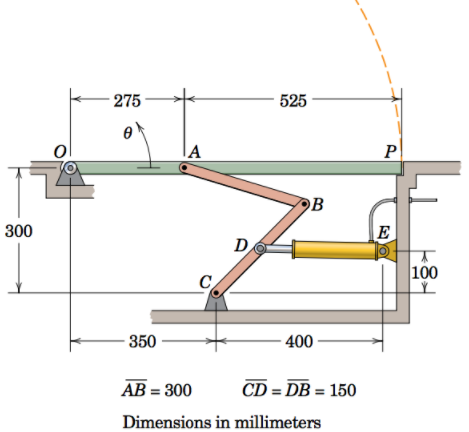 275
525
θ
O
A
P
B
300
D
E
C
100
350
400
AB = 300 CD = DB = 150
Dimensions in millimeters